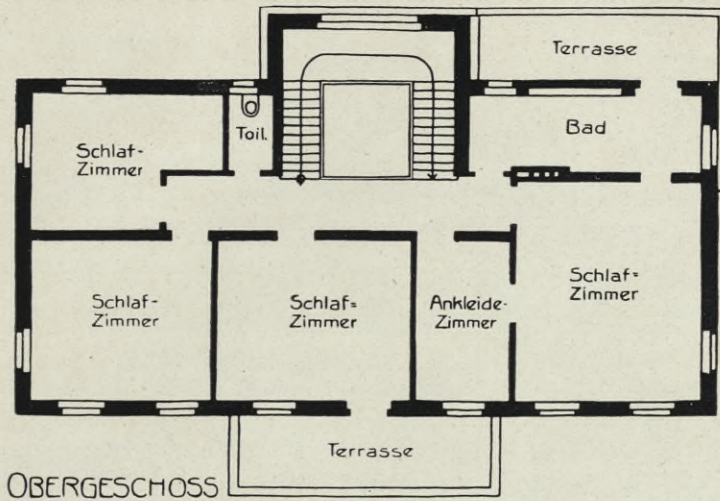 Terrasse
Toil.
Bad
Schlaf-
Zimmer
Schlaf-
Zimmer
Schlaf=
Zimmer
Ankleide-
Zimmer
Schlaf=
Zimmer
Terrasse
OBERGESCHOSS